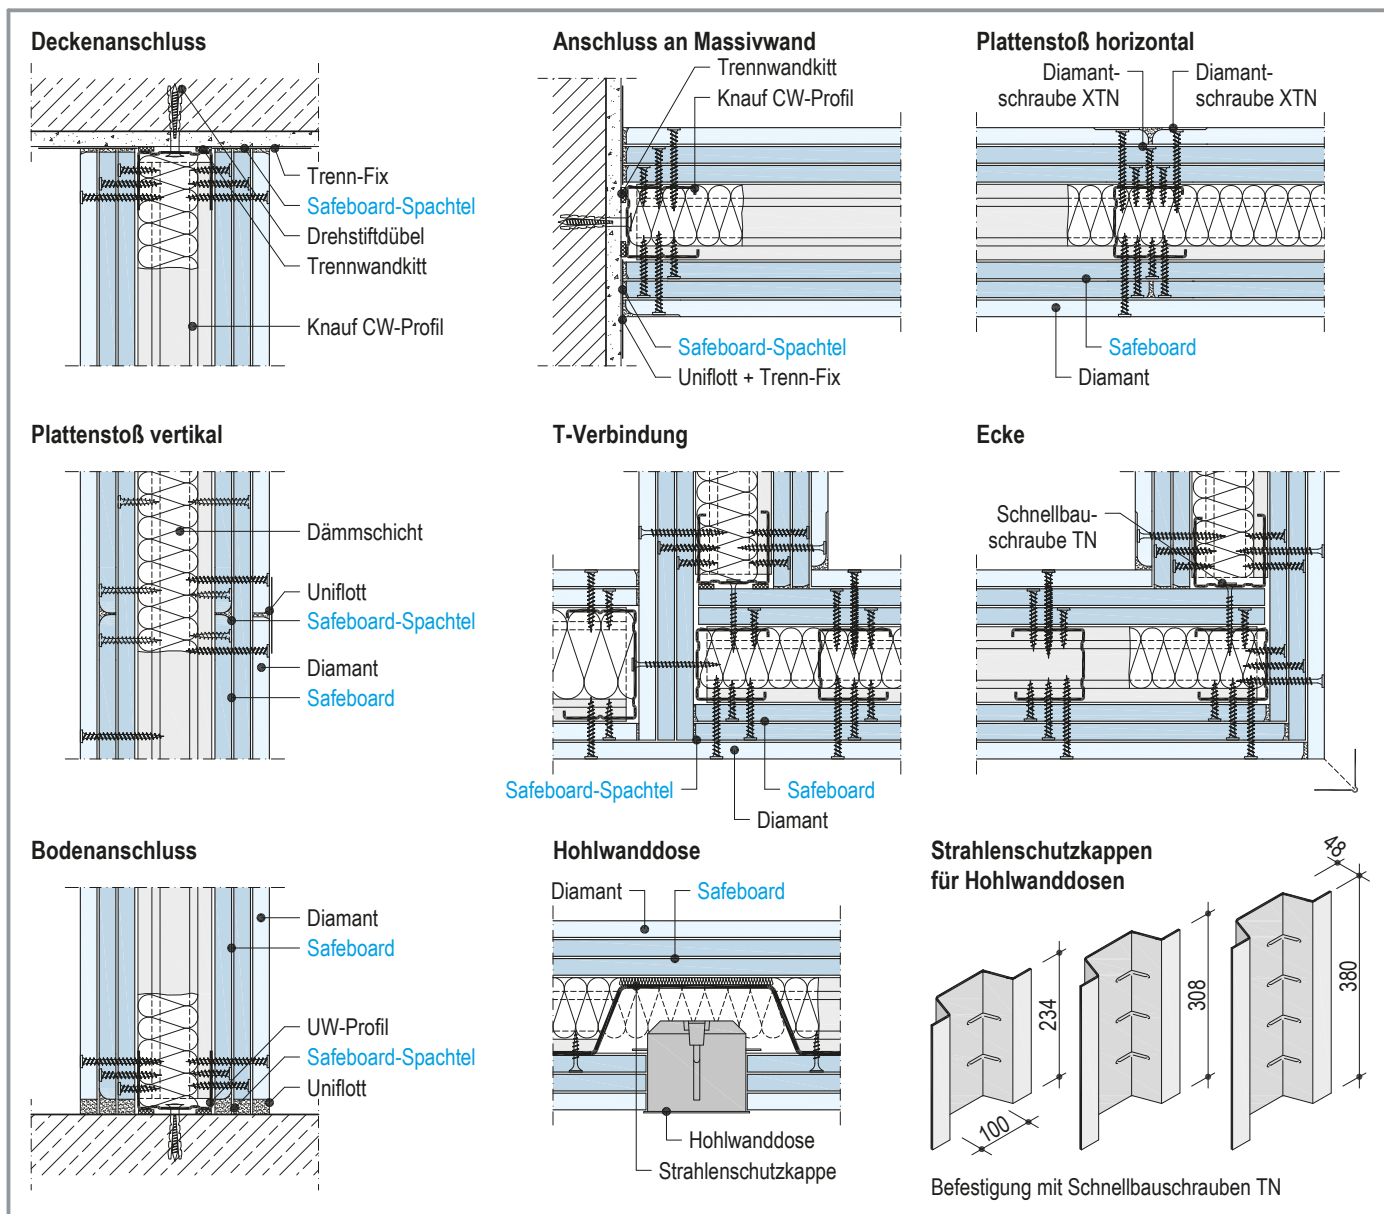 Deckenanschluss
Trenn-Fix
Safeboard-Spachtel
Drehstiftdübel
Trennwandkitt
Knauf CW-Profil
Anschluss an Massivwand
Trennwandkitt
Knauf CW-Profil
Safeboard-Spachtel
Uniflott + Trenn-Fix
Plattenstoß horizontal
Diamant-
schraube XTN
Diamant-
schraube XTN
Safeboard
Diamant
Plattenstoß vertikal
Dämmschicht
Uniflott
Safeboard-Spachtel
Diamant
Safeboard
T-Verbindung
Safeboard-Spachtel
Safeboard
Diamant
Ecke
Schnellbau-
schraube TN
Bodenanschluss
Diamant
Safeboard
UW-Profil
Safeboard-Spachtel
Uniflott
Hohlwanddose
Diamant
Safeboard
Hohlwanddose
Strahlenschutzkappe
Strahlenschutzkappen
für Hohlwanddosen
48
234
308
380
100
Befestigung mit Schnellbauschrauben TN